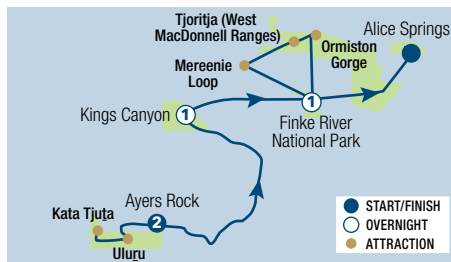 Tjoritja (West
MacDonnell Ranges)
Alice Springs
Ormiston
Gorge
Mereenie
Loop
Kings Canyon
1
1
Finke River
National Park
Ayers Rock
2
Kata Tjuṯa
Uluṟu
START/FINISH
OVERNIGHT
ATTRACTION